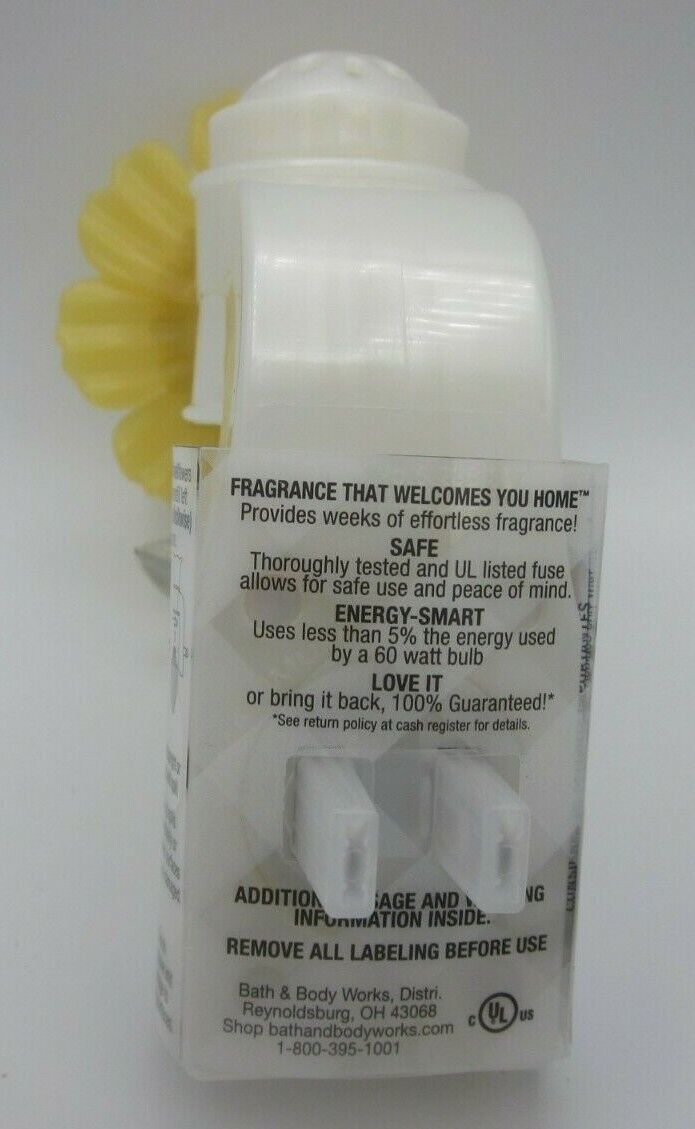 FRAGRANCE THAT WELCOMES YOU HOME™
Provides weeks of effortless fragrance!
SAFE
Thoroughly tested and UL listed fuse
allows for safe use and peace of mind.
ENERGY-SMART
Uses less than 5% the energy used
by a 60 watt bulb
LOVE IT
or bring it back, 100% Guaranteed!*
*See return policy at cash register for details.
AND
INFORMATION INSIDE.
REMOVE ALL LABELING BEFORE USE
Bath & Body Works, Distri.
Reynoldsburg, OH 43068
Shop bathandbodyworks.com
1-800-395-1001
C UL US